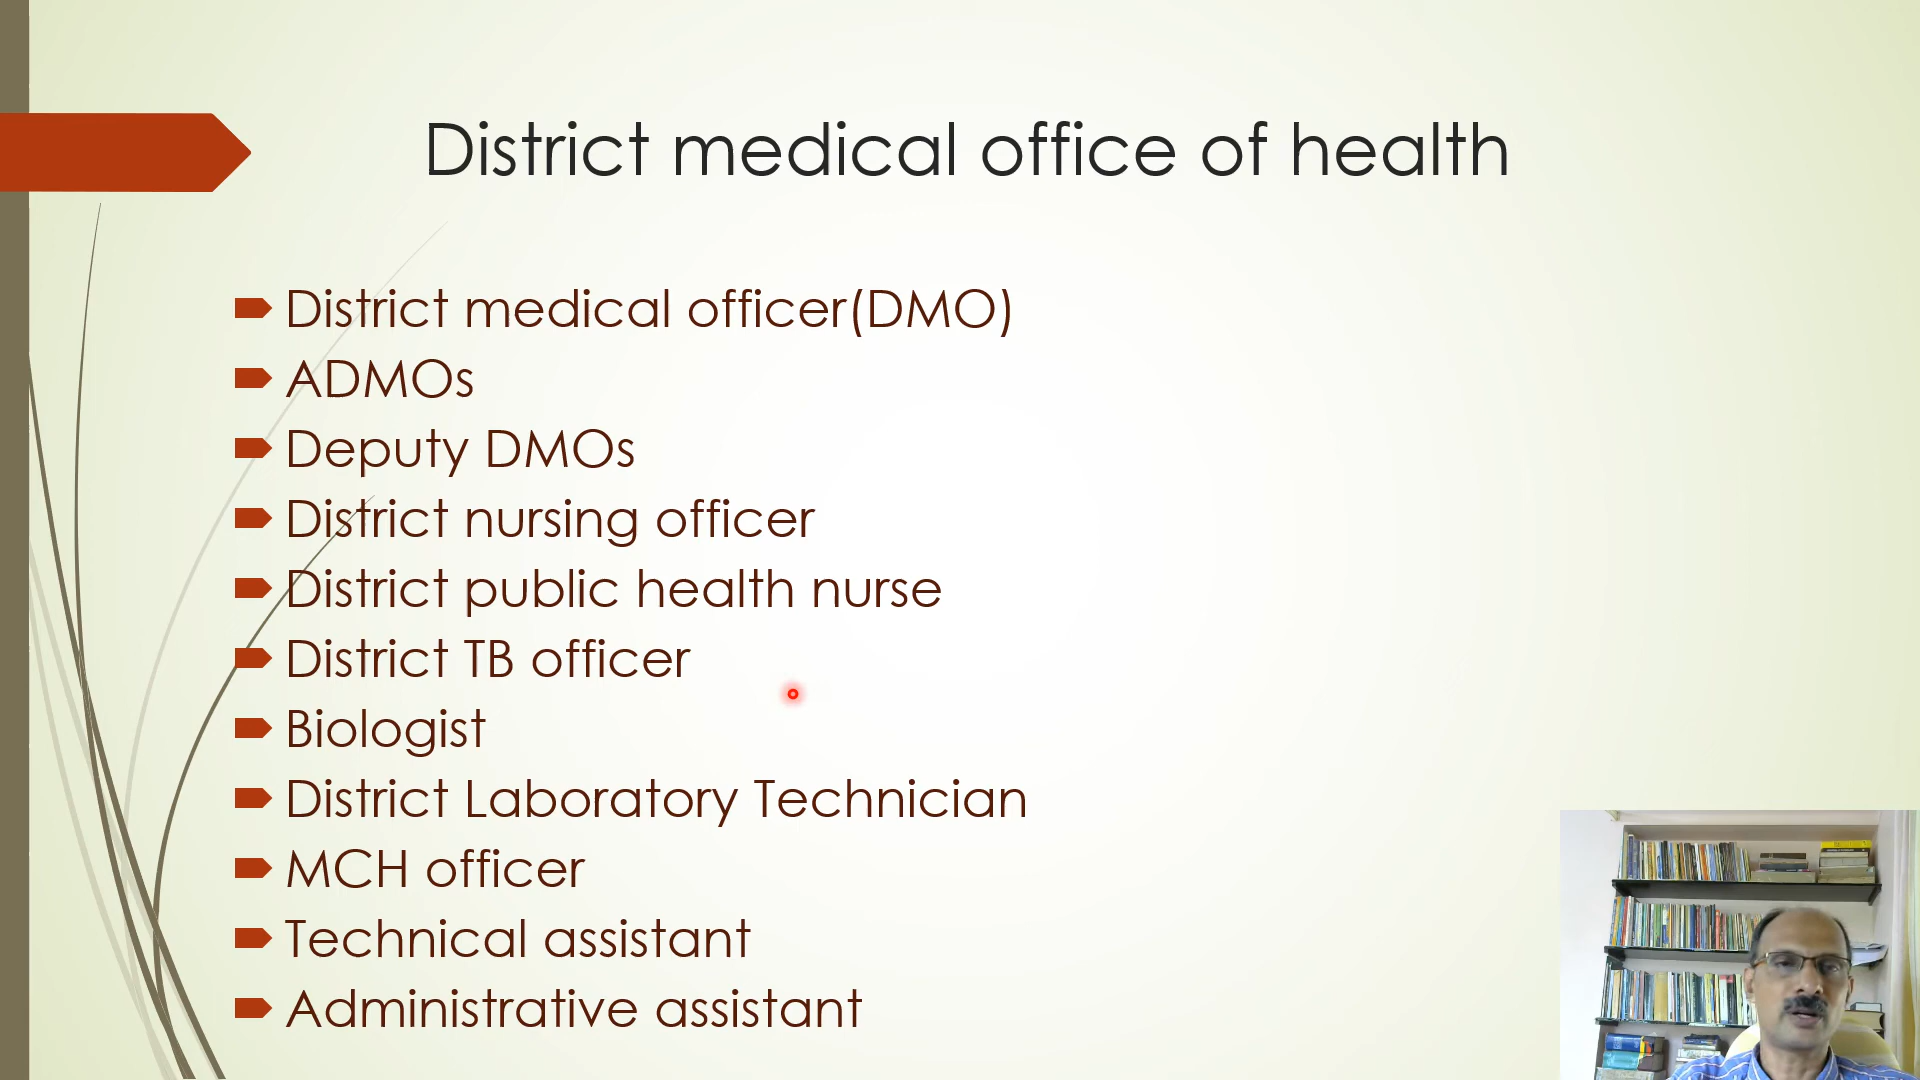 District medical office of health
District medical officer(DMO)
ADMOs
Deputy DMOs
District nursing officer
District public health nurse
District TB officer
Biologist
District Laboratory Technician
MCH officer
Technical assistant
Administrative assistant